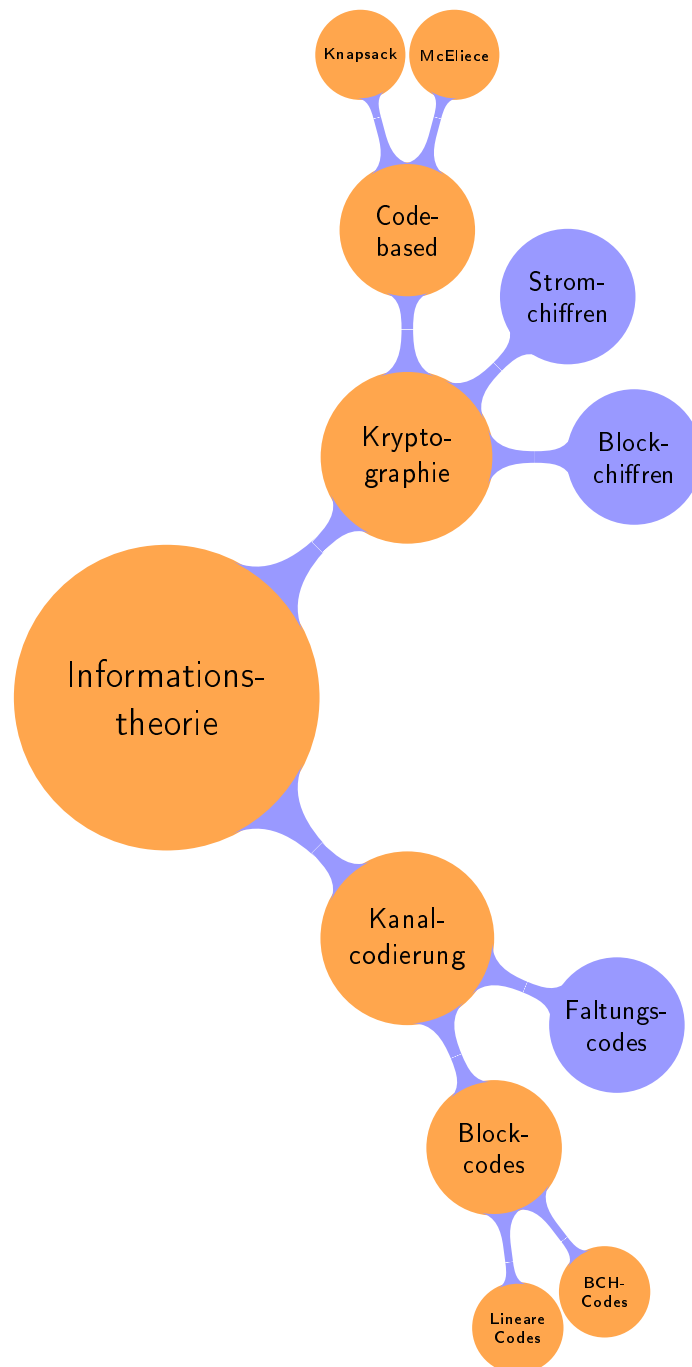 Knapsack
McEliece
Code-
based
Strom-
chiffren
Krypto-
graphie
Block-
chiffren
Informations-
theorie
Kanal-
codierung
Faltungs-
codes
Block-
codes
BCH-
Codes
Lineare
Codes